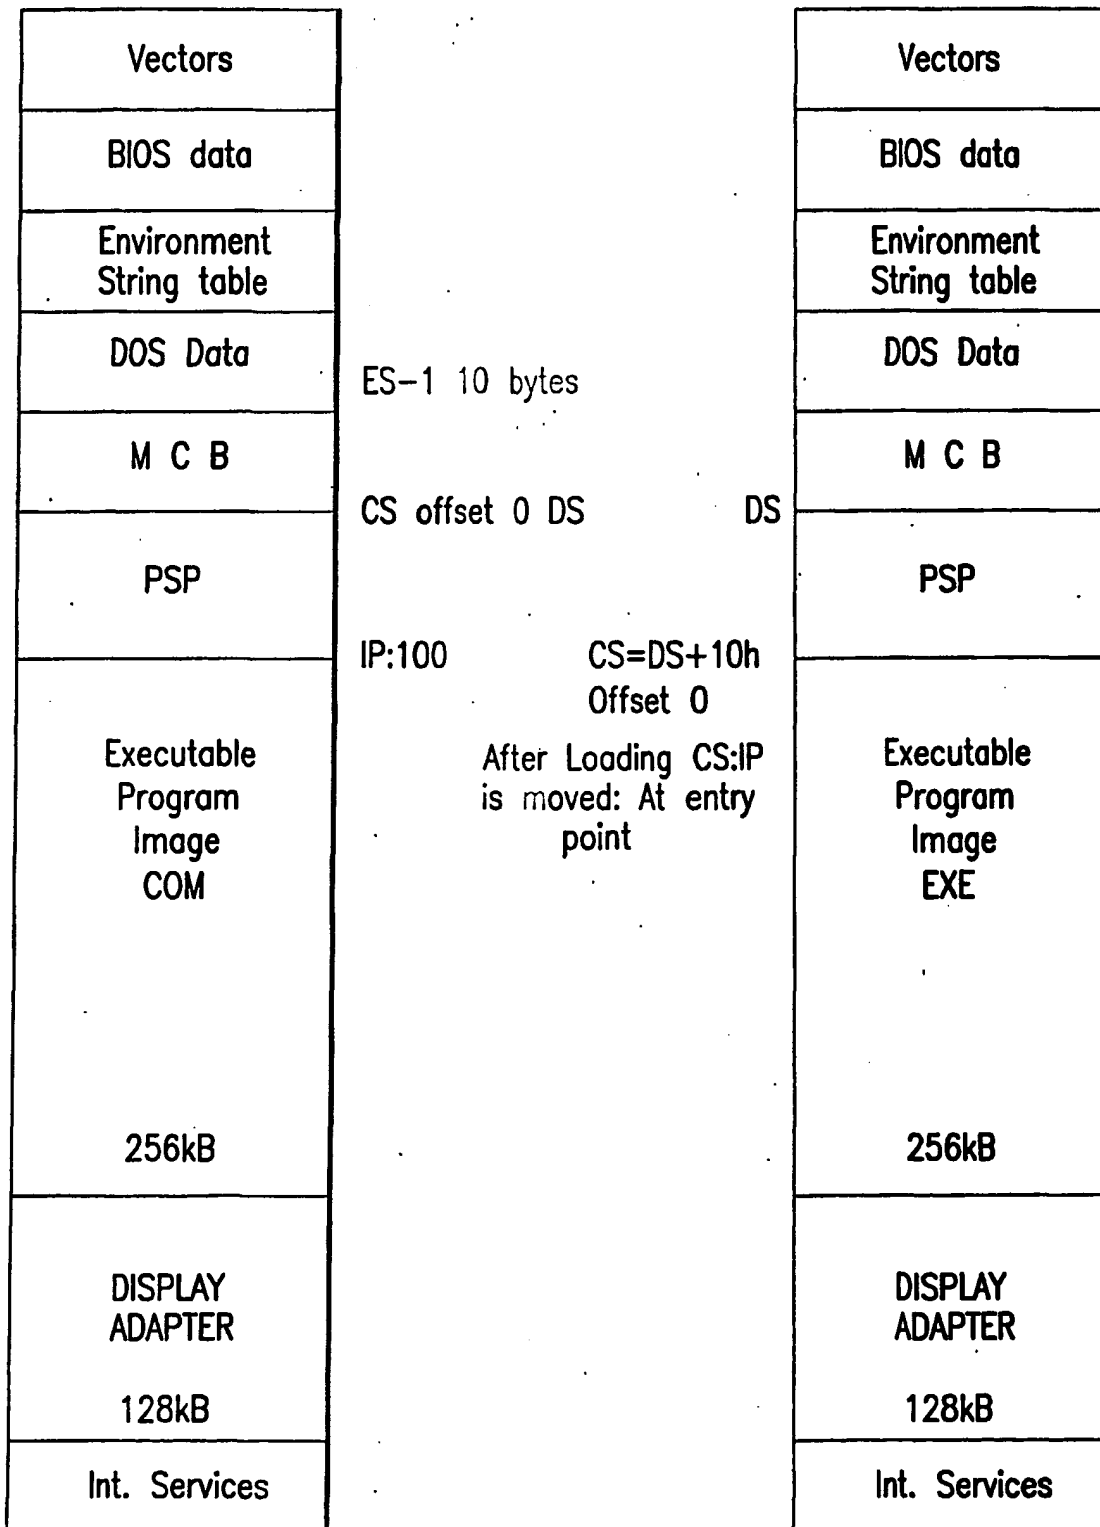 Vectors
BIOS data
Environment
String table
DOS Data
M C B
PSP
Executable
Program
Image
COM
256kB
DISPLAY
ADAPTER
128kB
Int. Services
ES-1 10 bytes
CS offset 0 DS
IP:100
DS
CS=DS+10h
Offset 0
After Loading CS:IP
is moved: At entry
point
Vectors
BIOS data
Environment
String table
DOS Data
M C B
PSP
Executable
Program
Image
EXE
256kB
DISPLAY
ADAPTER
128kB
Int. Services